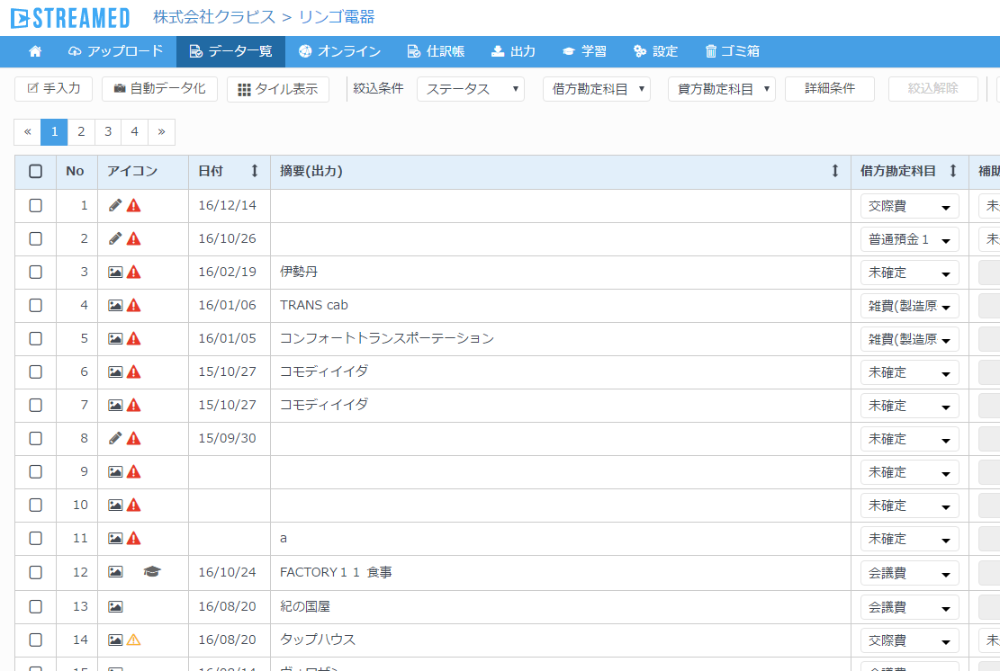 STREAMED 株式会社クラビス > リンゴ電器
アップロード データ一覧 オンライン 仕訳帳 出力 学習 設定 ゴミ箱
手入力 自動データ化 タイル表示 絞込条件 ステータス 借方勘定科目 貸方勘定科目 詳細条件 絞込解除
« 1 2 3 4 »
No アイコン 日付 摘要(出力) 借方勘定科目 補助
1 16/12/14 交際費 未
2 16/10/26 普通預金１ 未
3 16/02/19 伊勢丹 未確定
4 16/01/06 TRANS cab 雑費(製造原
5 16/01/05 コンフォートトランスポーテーション 雑費(製造原
6 15/10/27 コモディイイダ 未確定
7 15/10/27 コモディイイダ 未確定
8 15/09/30 未確定
9 未確定
10 未確定
11 a 未確定
12 16/10/24 FACTORY１１ 食事 会議費
13 16/08/20 紀の国屋 会議費
14 16/08/20 タップハウス 交際費 未
15 16/08/14 会議費